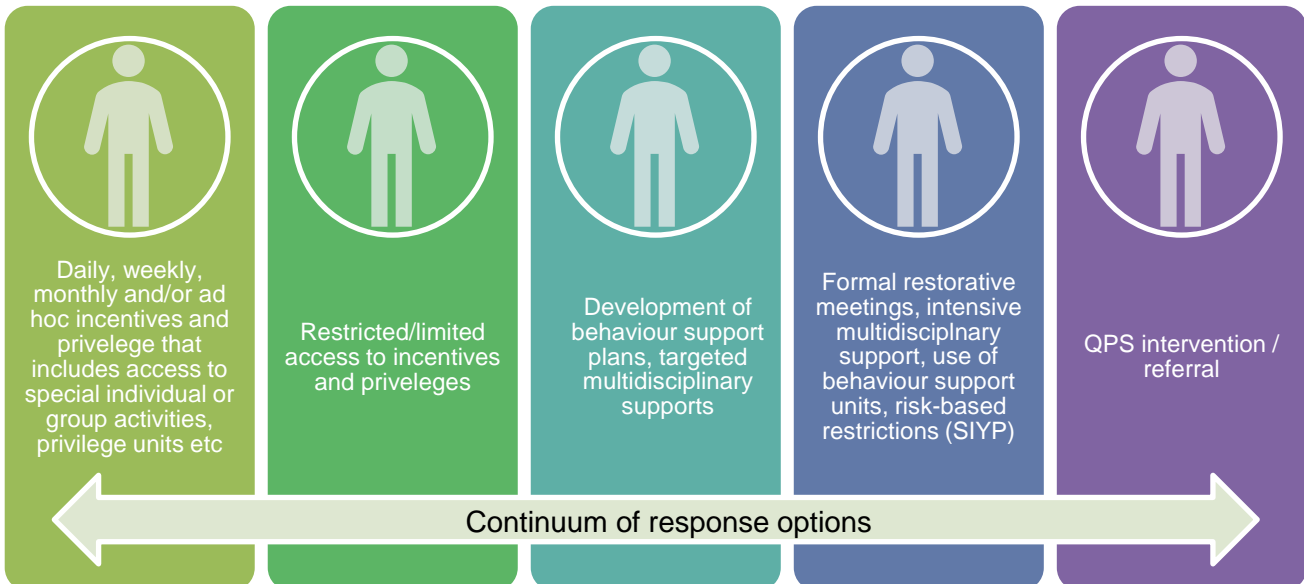 Daily, weekly,
monthly and/or ad
hoc incentives and
privelege that
includes access to
special individual or
group activities,
privilege units etc
Restricted/limited
access to incentives
and priveleges
Development of
behaviour support
plans, targeted
multidisciplinary
supports
Formal restorative
meetings, intensive
multidisciplnary
support, use of
behaviour support
units, risk-based
restrictions (SIYP)
QPS intervention /
referral
Continuum of response options